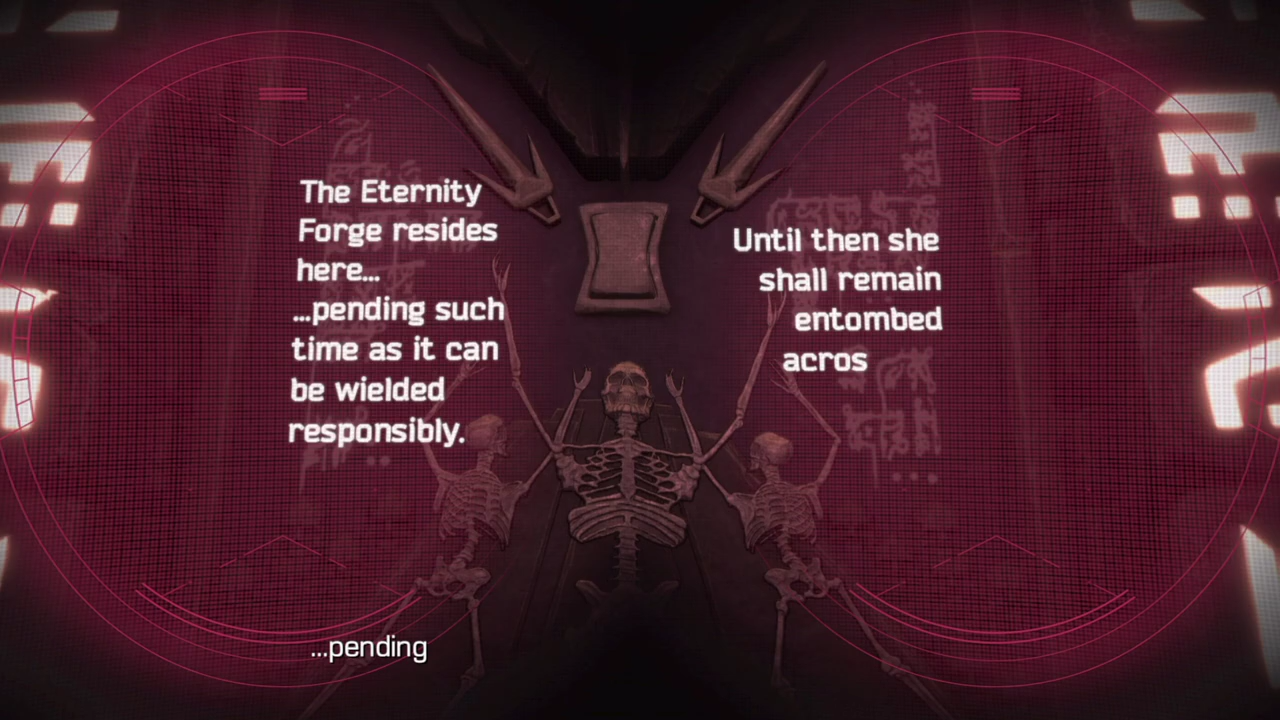 The Eternity
Forge resides
here...
...pending such
time as it can
be wielded
responsibly.
Until then she
shall remain
entombed
acros
...pending